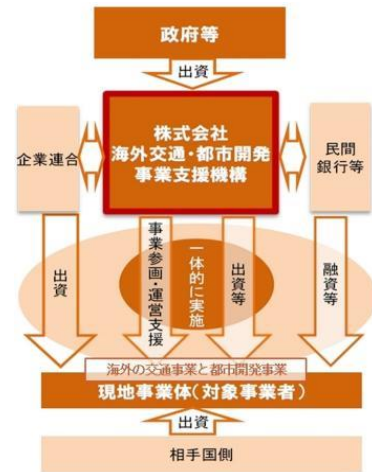 政府等
出資
株式会社
海外交通・都市開発
事業支援機構
企業連合
民間
銀行等
出資
事業参画・運営支援
一体的に実施
出資等
融資等
海外の交通事業と都市開発事業
現地事業体(対象事業者)
出資
相手国側